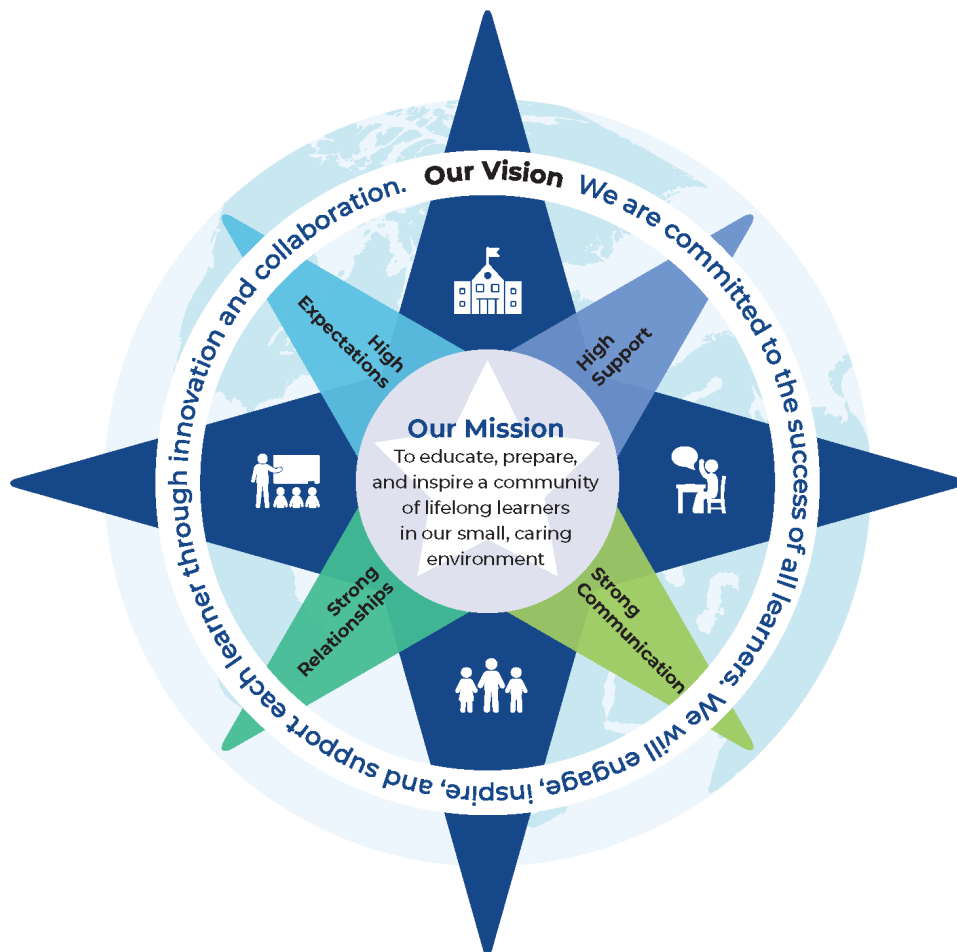 Our Vision We are committed to the success of all learners. We will engage, inspire, and support each learner through innovation and collaboration.
High
Expectations
High
Support
Our Mission
To educate, prepare,
and inspire a community
of lifelong learners
in our small, caring
environment
Strong
Relationships
Strong
Communication